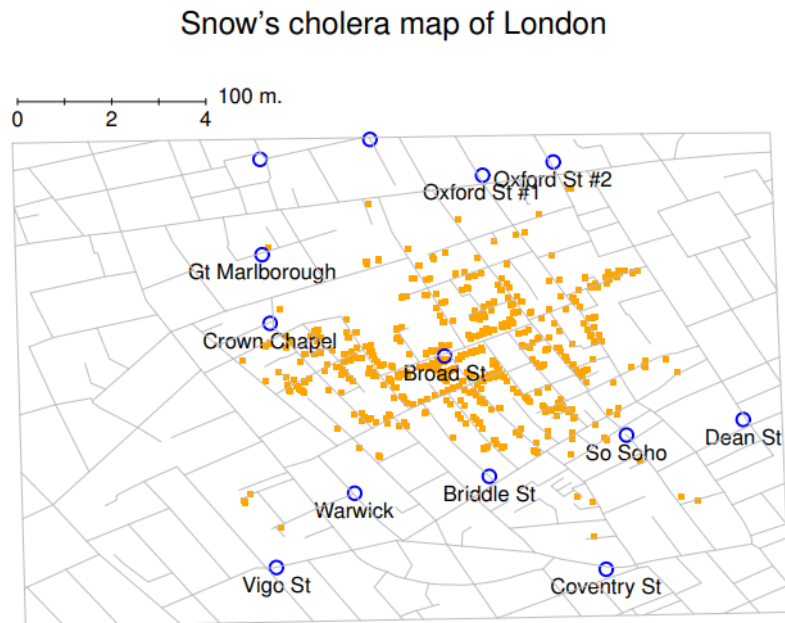 Snow's cholera map of London
100 m.
0 2 4
Oxford St #2
Oxford St #1
Gt Marlborough
Crown Chapel
Broad St
Dean St
So Soho
Briddle St
Warwick
Vigo St
Coventry St